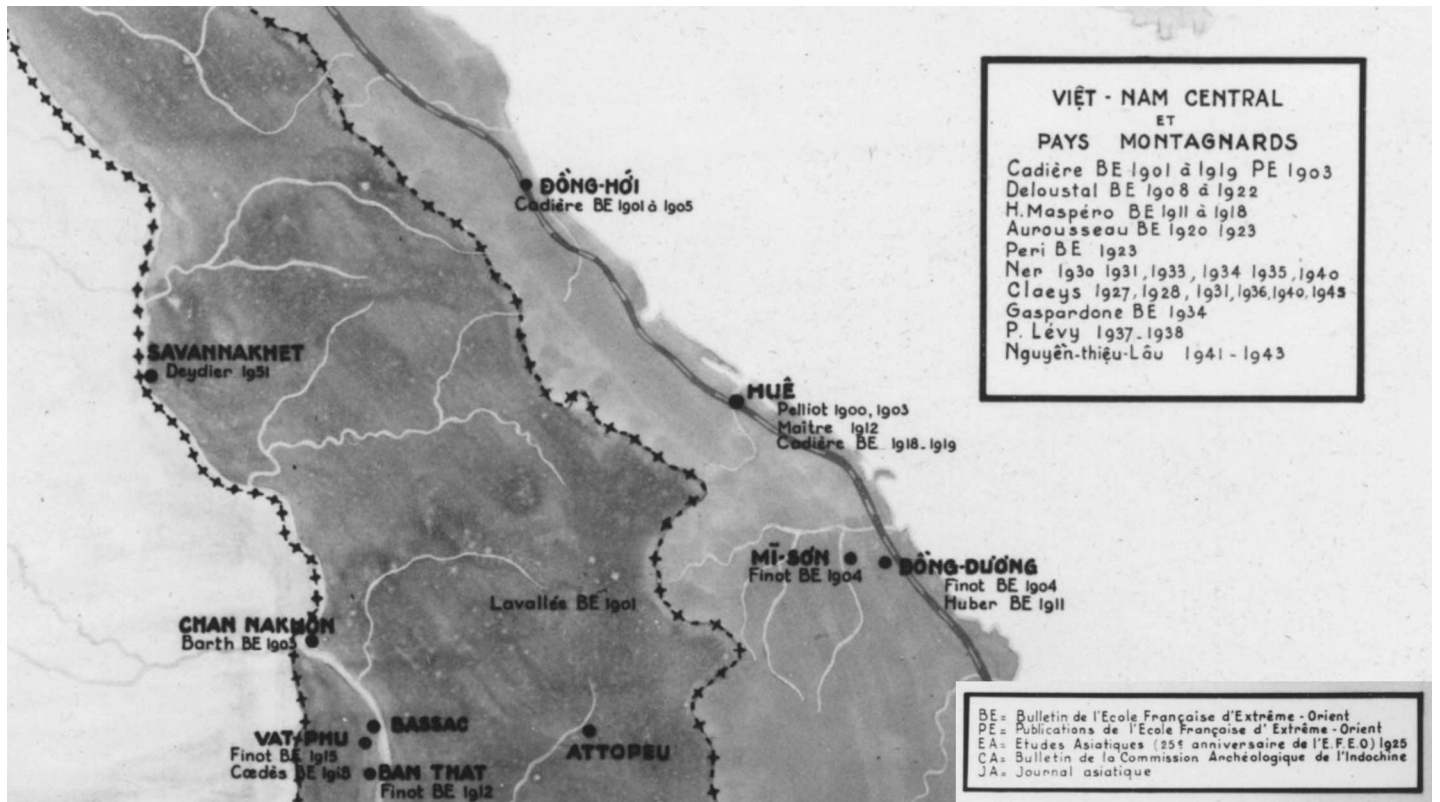 VIỆT - NAM CENTRAL
ET
PAYS MONTAGNARDS
Cadière BE 1901 à 1919 PE 1903
Deloustal BE 1908 à 1922
H.Maspéro BE 1911 à 1918
Aurousseau BE 1920 1923
Peri BE 1923
Ner 1930 1931, 1933, 1934 1935, 1940
Claeys 1927, 1928, 1931, 1936, 1940, 1945
Gaspardone BE 1934
P. Lévy 1937-1938
Nguyên-thiệu-Lâu 1941 - 1943
ĐỒNG-HỚI
Cadière BE 1901 à 1905
SAVANNAKHET
Deydier 1951
HUÊ
Pelliot 1900, 1903
Maître 1912
Cadière BE 1918-1919
MĨ-SƠN
Finot BE 1904
ĐỒNG-DƯƠNG
Finot BE 1904
Huber BE 1911
Lavallée BE 1901
CHAN NAKHON
Barth BE 1903
BASSAC
VAT-PHU
Finot BE 1915
Cœdès BE 1918
ATTOPEU
BAN THAT
Finot BE 1912
BE= Bulletin de l'Ecole Française d'Extrême-Orient
PE= Publications de l'Ecole Française d'Extrême-Orient
EA= Etudes Asiatiques (25e anniversaire de l'E.F.E.O) 1925
CA= Bulletin de la Commission Archéologique de l'Indochine
JA= Journal asiatique